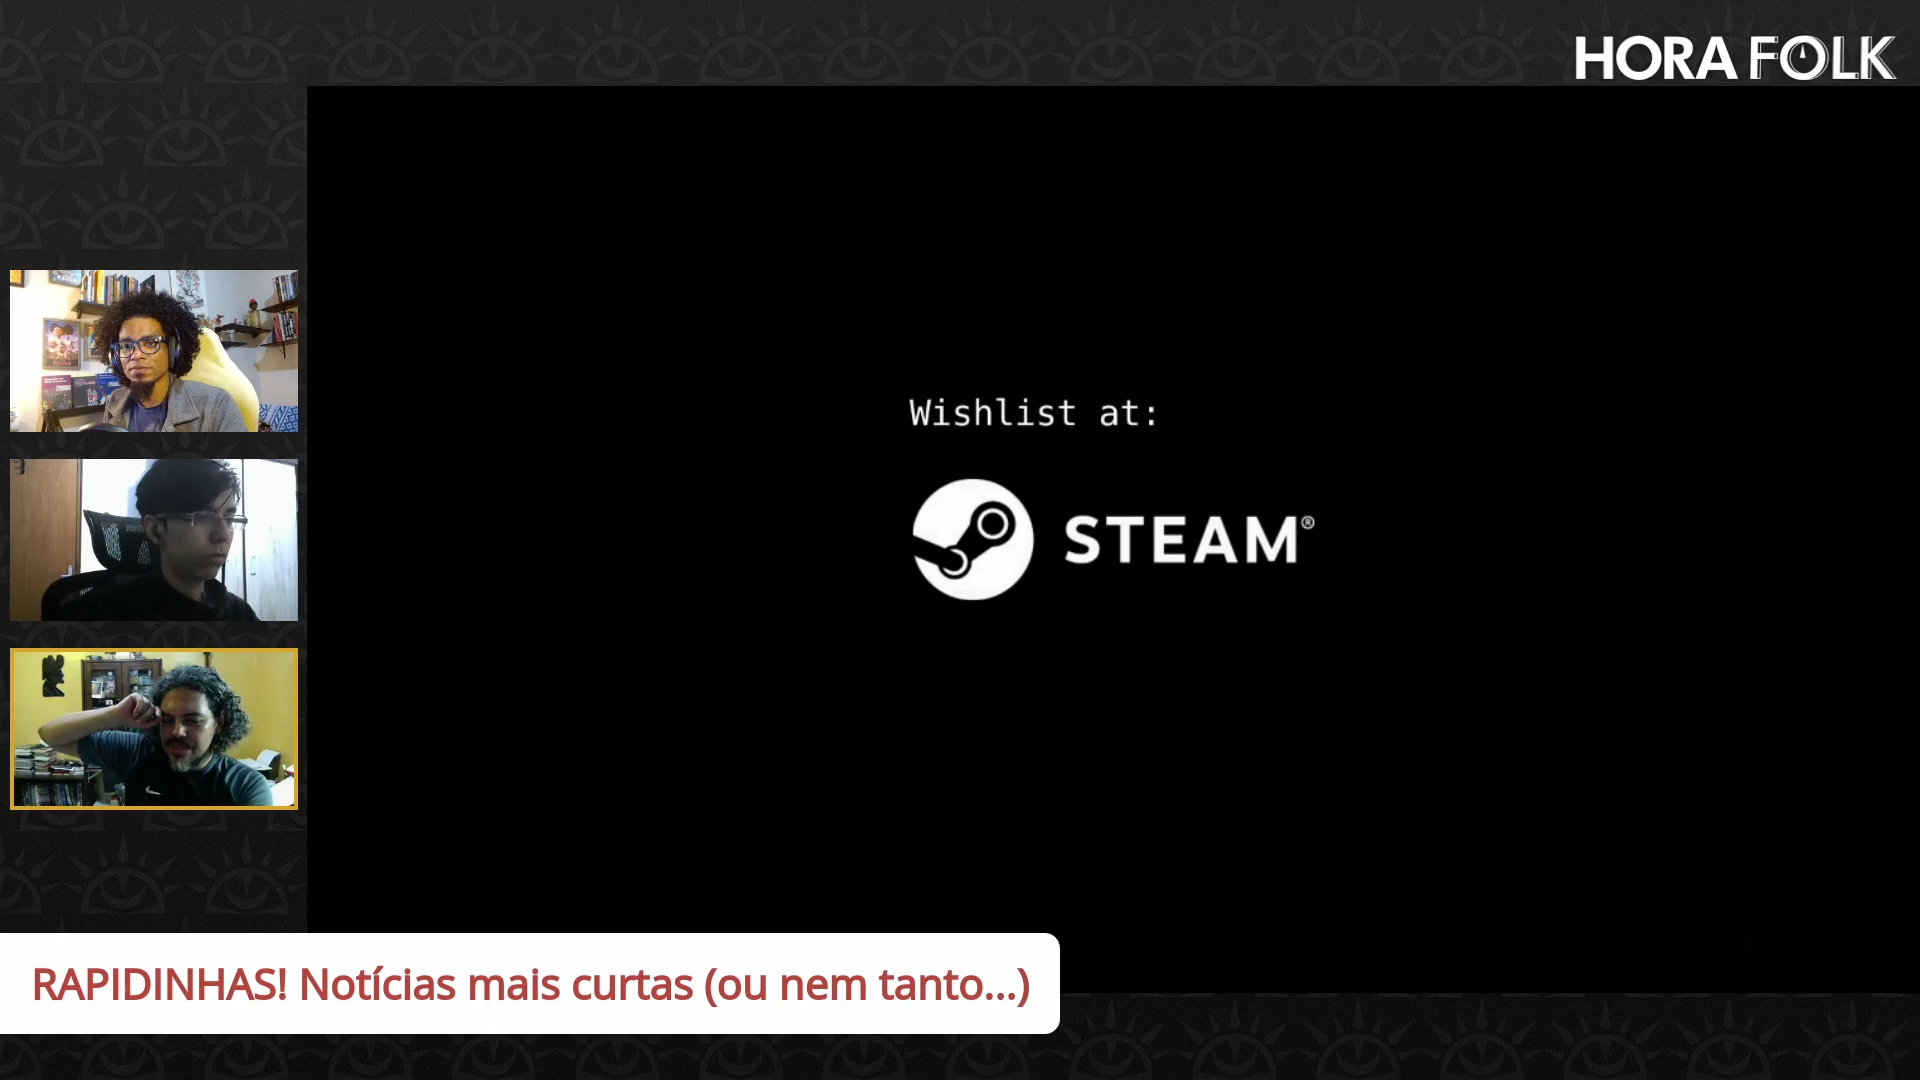 HORA FOLK
Wishlist at:
STEAM®
RAPIDINHAS! Notícias mais curtas (ou nem tanto...)